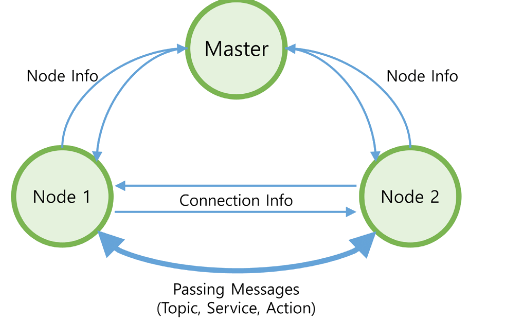 Master
Node Info
Node Info
Node 1
Node 2
Connection Info
Passing Messages
(Topic, Service, Action)